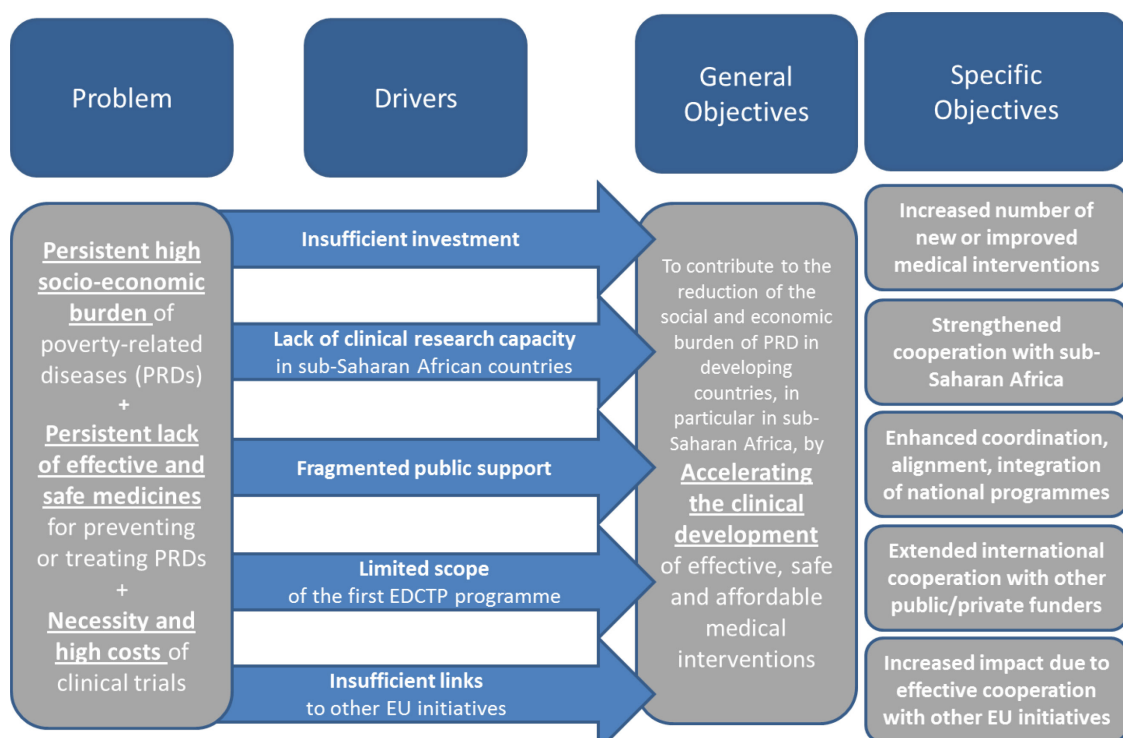 Problem
Drivers
General
Objectives
Specific
Objectives
Persistent high
socio-economic
burden of
poverty-related
diseases (PRDs)
+
Persistent lack
of effective and
safe medicines
for preventing
or treating PRDs
+
Necessity and
high costs of
clinical trials
Insufficient investment
Lack of clinical research capacity
in sub-Saharan African countries
Fragmented public support
Limited scope
of the first EDCTP programme
Insufficient links
to other EU initiatives
To contribute to the
reduction of the
social and economic
burden of PRD in
developing
countries, in
particular in sub-
Saharan Africa, by
Accelerating
the clinical
development
of effective, safe
and affordable
medical
interventions
Increased number of
new or improved
medical interventions
Strengthened
cooperation with sub-
Saharan Africa
Enhanced coordination,
alignment, integration
of national programmes
Extended international
cooperation with other
public/private funders
Increased impact due to
effective cooperation
with other EU initiatives